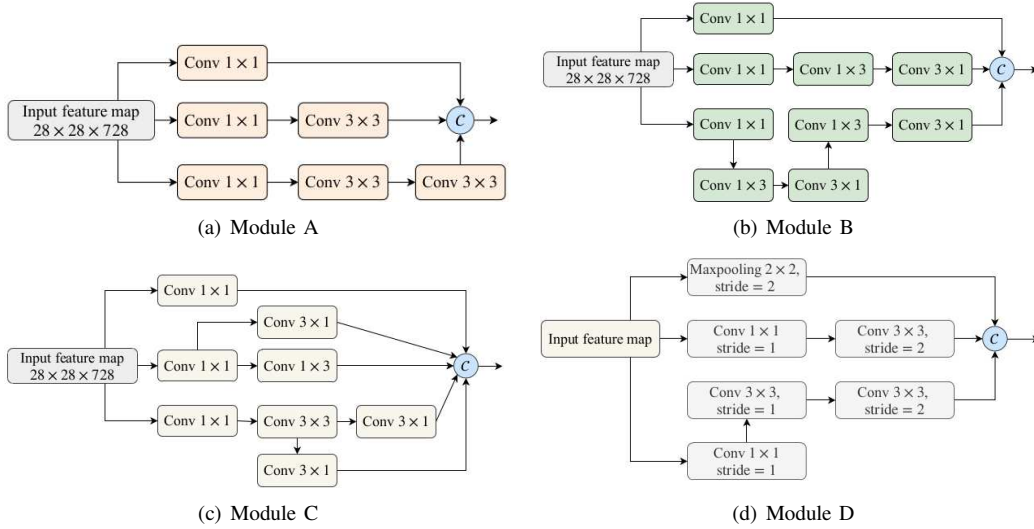 Conv 1 × 1
Input feature map
28 × 28 × 728
Conv 1 × 1
Conv 3 × 3
C
Conv 1 × 1
Conv 3 × 3
Conv 3 × 3
(a) Module A
Conv 1 × 1
Input feature map
28 × 28 × 728
Conv 1 × 1
Conv 1 × 3
Conv 3 × 1
C
Conv 1 × 1
Conv 1 × 3
Conv 3 × 1
Conv 1 × 3
Conv 3 × 1
(b) Module B
Conv 1 × 1
Conv 3 × 1
Input feature map
28 × 28 × 728
Conv 1 × 1
Conv 1 × 3
C
Conv 1 × 1
Conv 3 × 3
Conv 3 × 1
Conv 3 × 1
(c) Module C
Maxpooling 2 × 2,
stride = 2
Input feature map
Conv 1 × 1
stride = 1
Conv 3 × 3,
stride = 2
C
Conv 3 × 3,
stride = 1
Conv 3 × 3,
stride = 2
Conv 1 × 1
stride = 1
(d) Module D